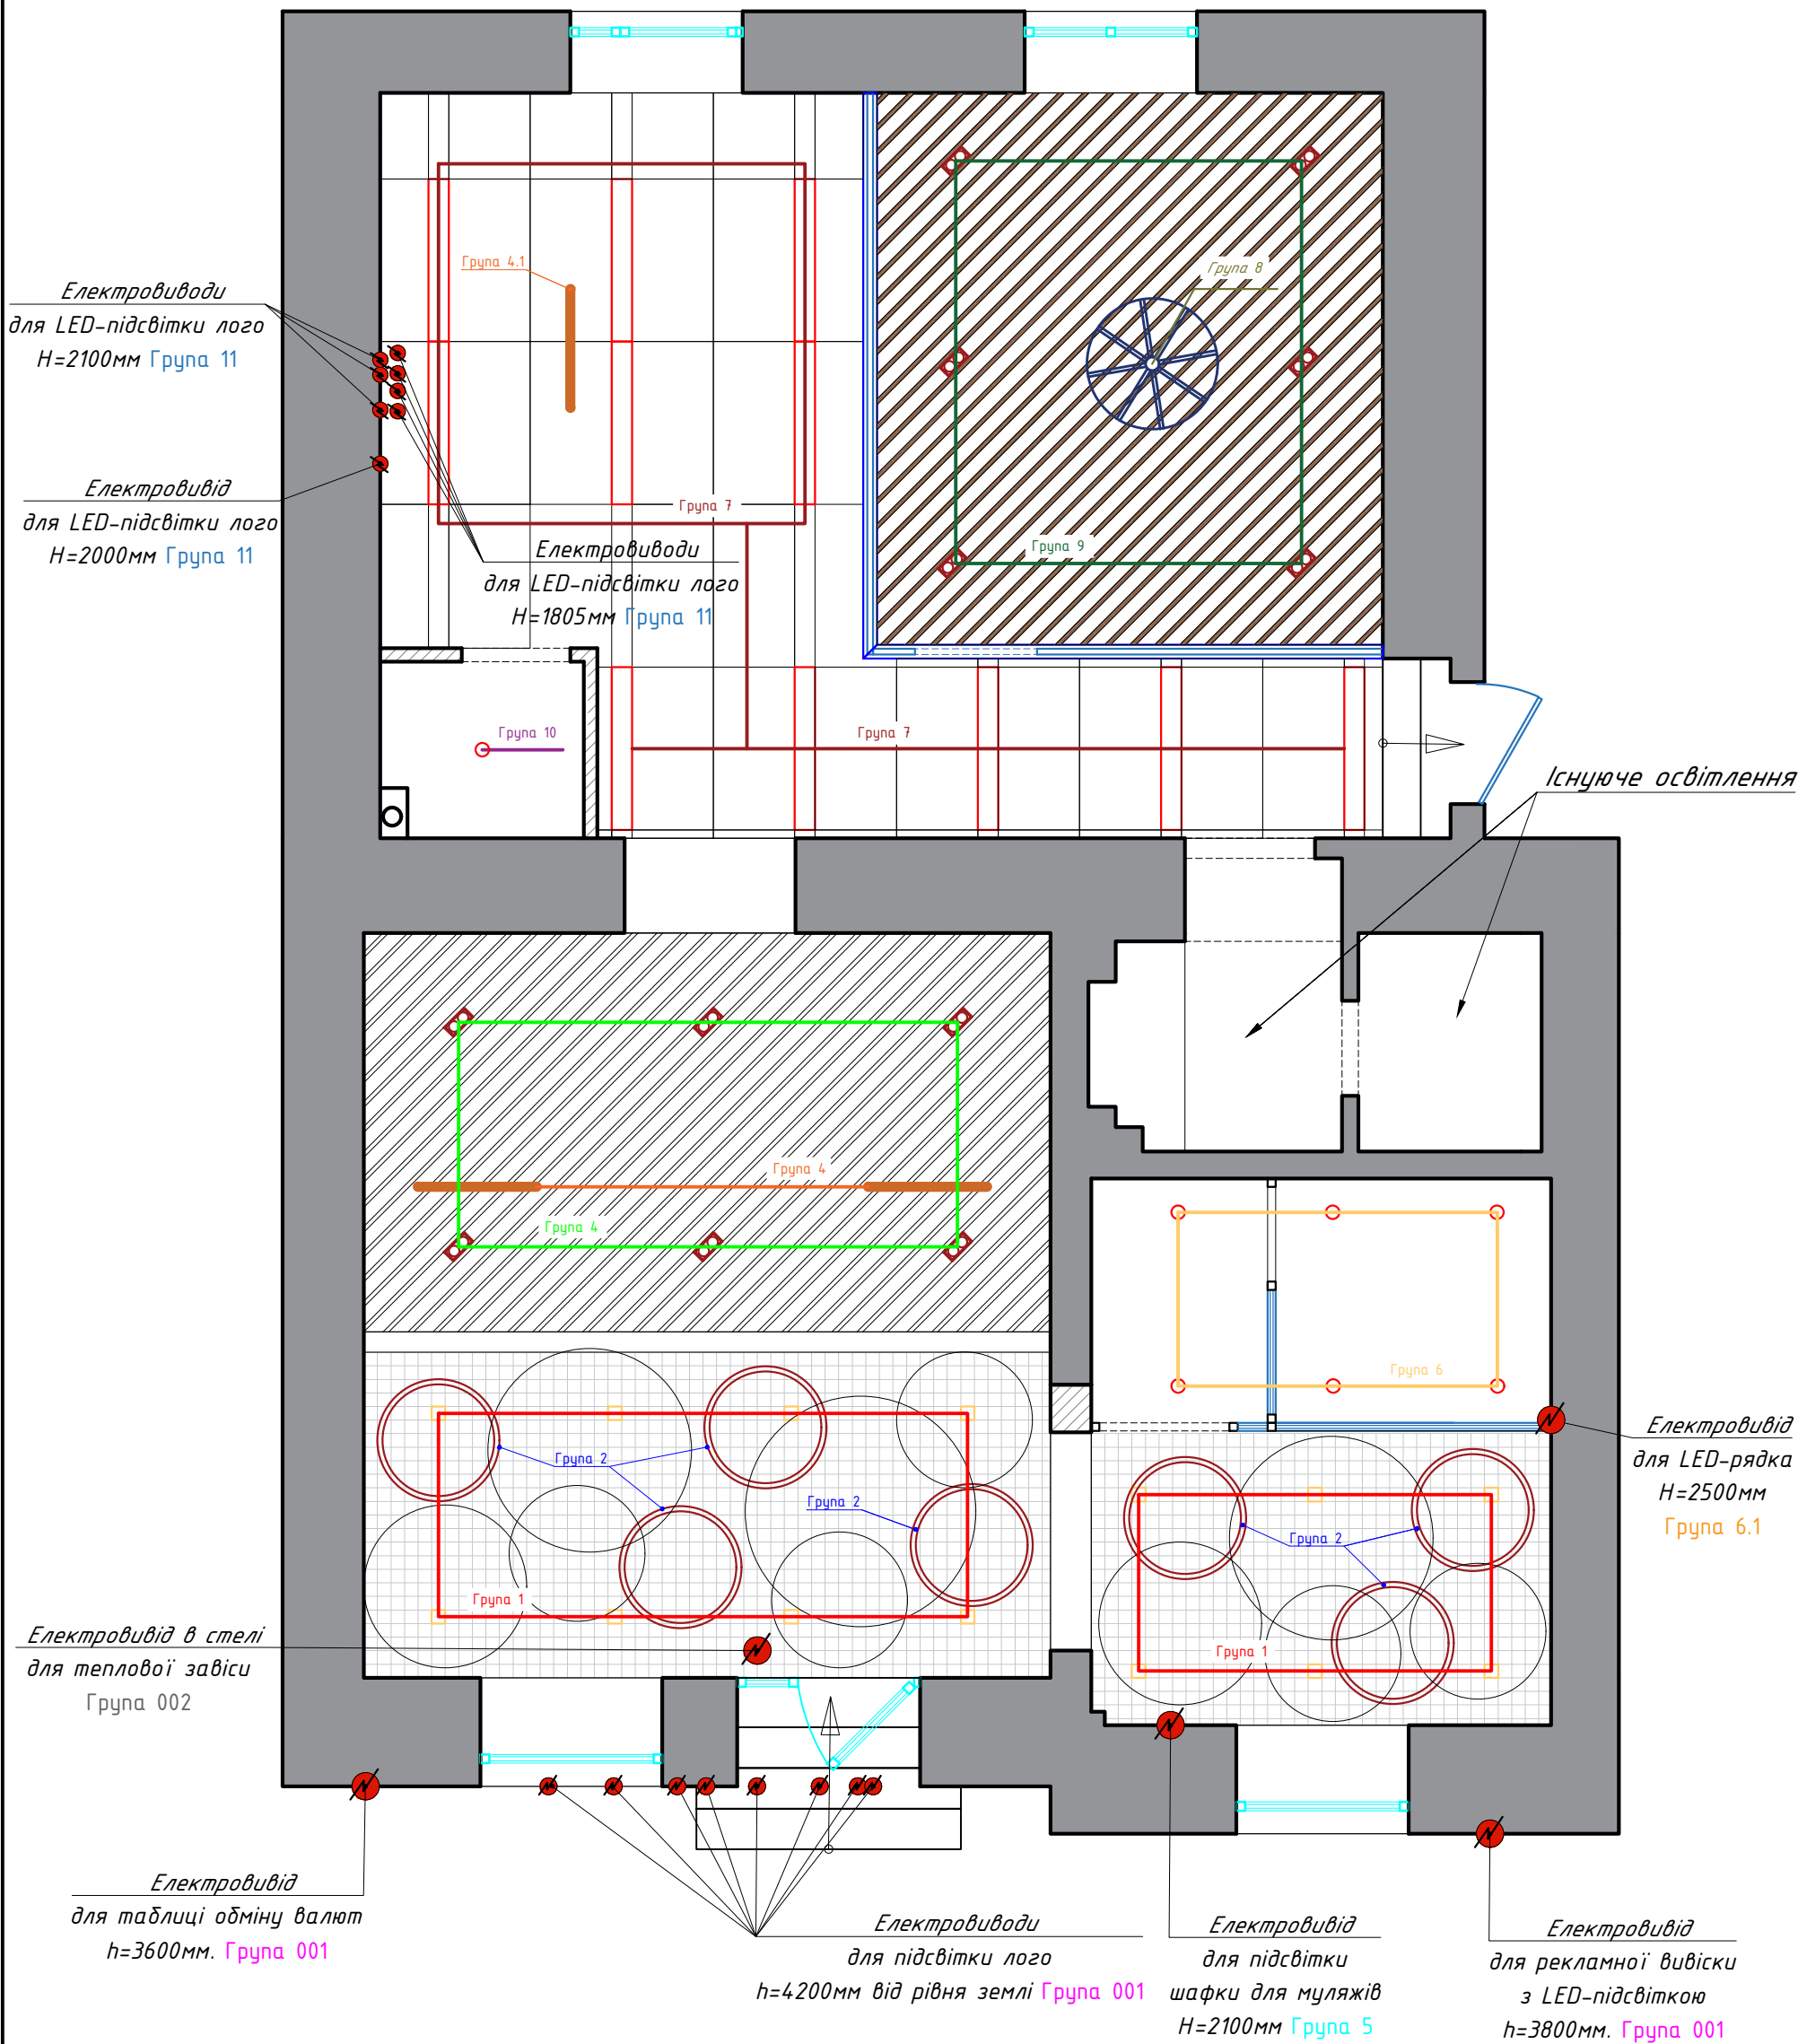 Група 4.1
Група 8
Електровиводи
для LED-підсвітки лого
Н=2100мм Група 11
Електровивід
для LED-підсвітки лого
Н=2000мм Група 11
Група 7
Електровиводи
для LED-підсвітки лого
Н=1805мм Група 11
Група 9
Група 10
Група 7
Існуюче освітлення
Група 4
Група 4
Група 6
Електровивід
для LED-рядка
Н=2500мм
Група 6.1
Група 2
Група 2
Група 2
Група 1
Група 1
Електровивід в стелі
для теплової завіси
Група 002
Електровивід
для таблиці обміну валют
h=3600мм. Група 001
Електровиводи
для підсвітки лого
h=4200мм від рівня землі Група 001
Електровивід
для підсвітки
шафки для муляжів
Н=2100мм Група 5
Електровивід
для рекламної вивіски
з LED-підсвіткою
h=3800мм. Група 001